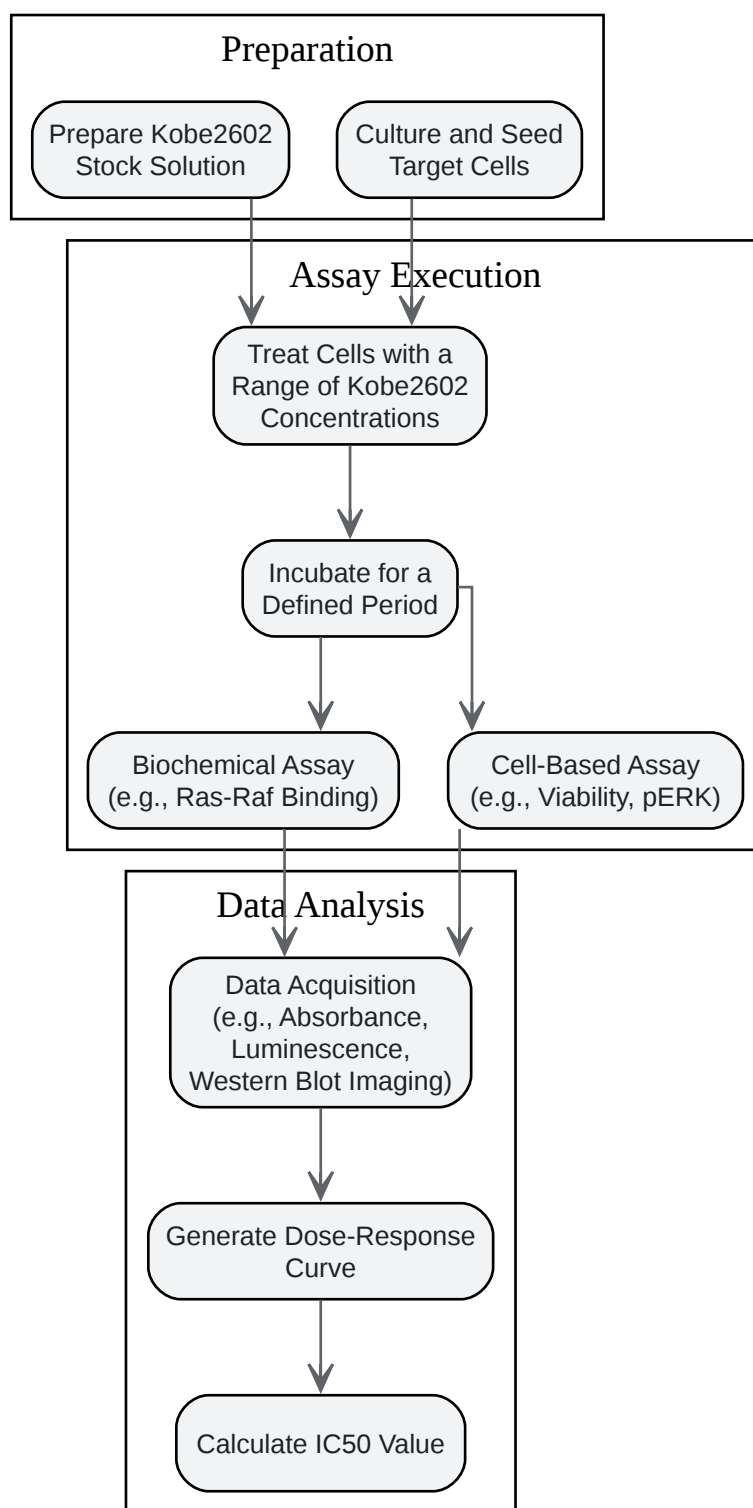 Preparation
Prepare Kobe2602
Stock Solution
Culture and Seed
Target Cells
Assay Execution
Treat Cells with a
Range of Kobe2602
Concentrations
Incubate for a
Defined Period
Biochemical Assay
(e.g., Ras-Raf Binding)
Cell-Based Assay
(e.g., Viability, pERK)
Data Analysis
Data Acquisition
(e.g., Absorbance,
Luminescence,
Western Blot Imaging)
Generate Dose-Response
Curve
Calculate IC50 Value